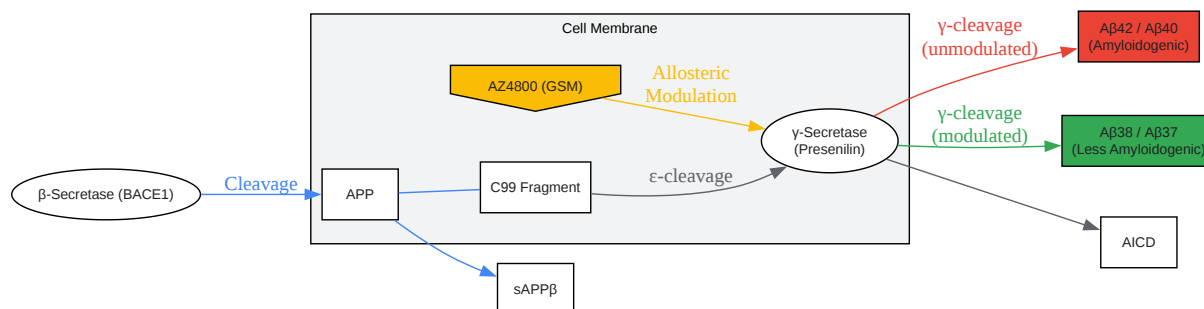 Cell Membrane
γ-cleavage
(unmodulated)
Aβ42 / Aβ40
(Amyloidogenic)
AZ4800 (GSM)
Allosteric
Modulation
γ-Secretase
(Presenilin)
γ-cleavage
(modulated)
Aβ38 / Aβ37
(Less Amyloidogenic)
β-Secretase (BACE1)
Cleavage
APP
C99 Fragment
ε-cleavage
AICD
sAPPβ